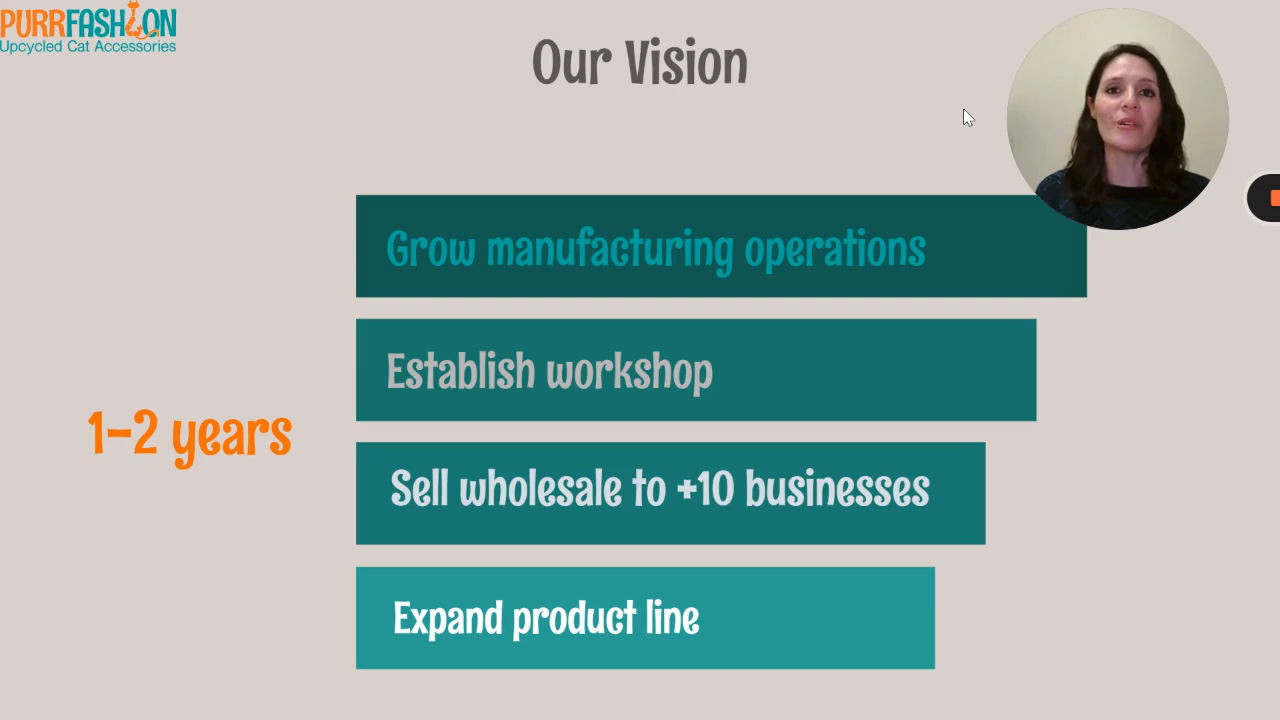 PURRFASHION
Upcycled Cat Accessories
Our Vision
Grow manufacturing operations
Establish workshop
1-2 years
Sell wholesale to +10 businesses
Expand product line